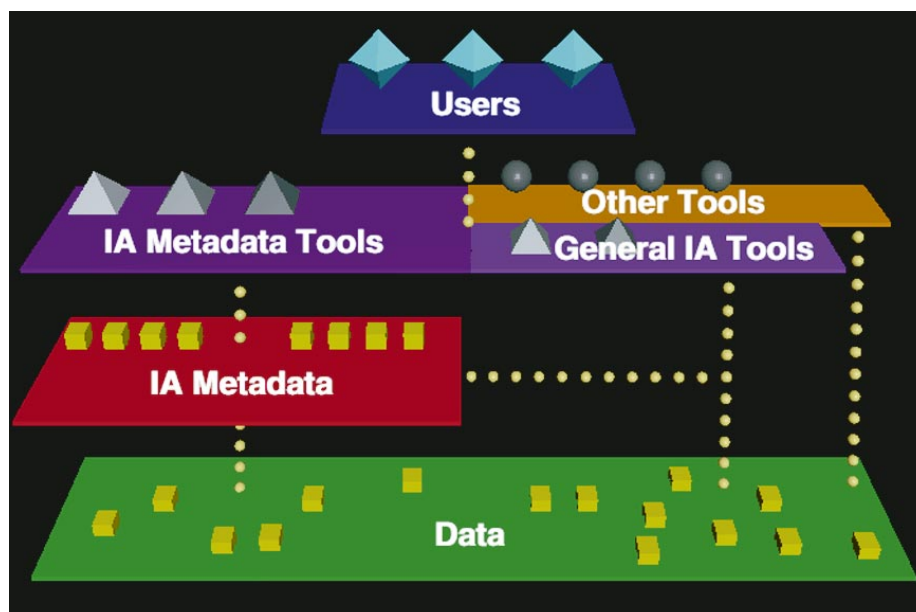 Users
Other Tools
IA Metadata Tools
General IA Tools
IA Metadata
Data